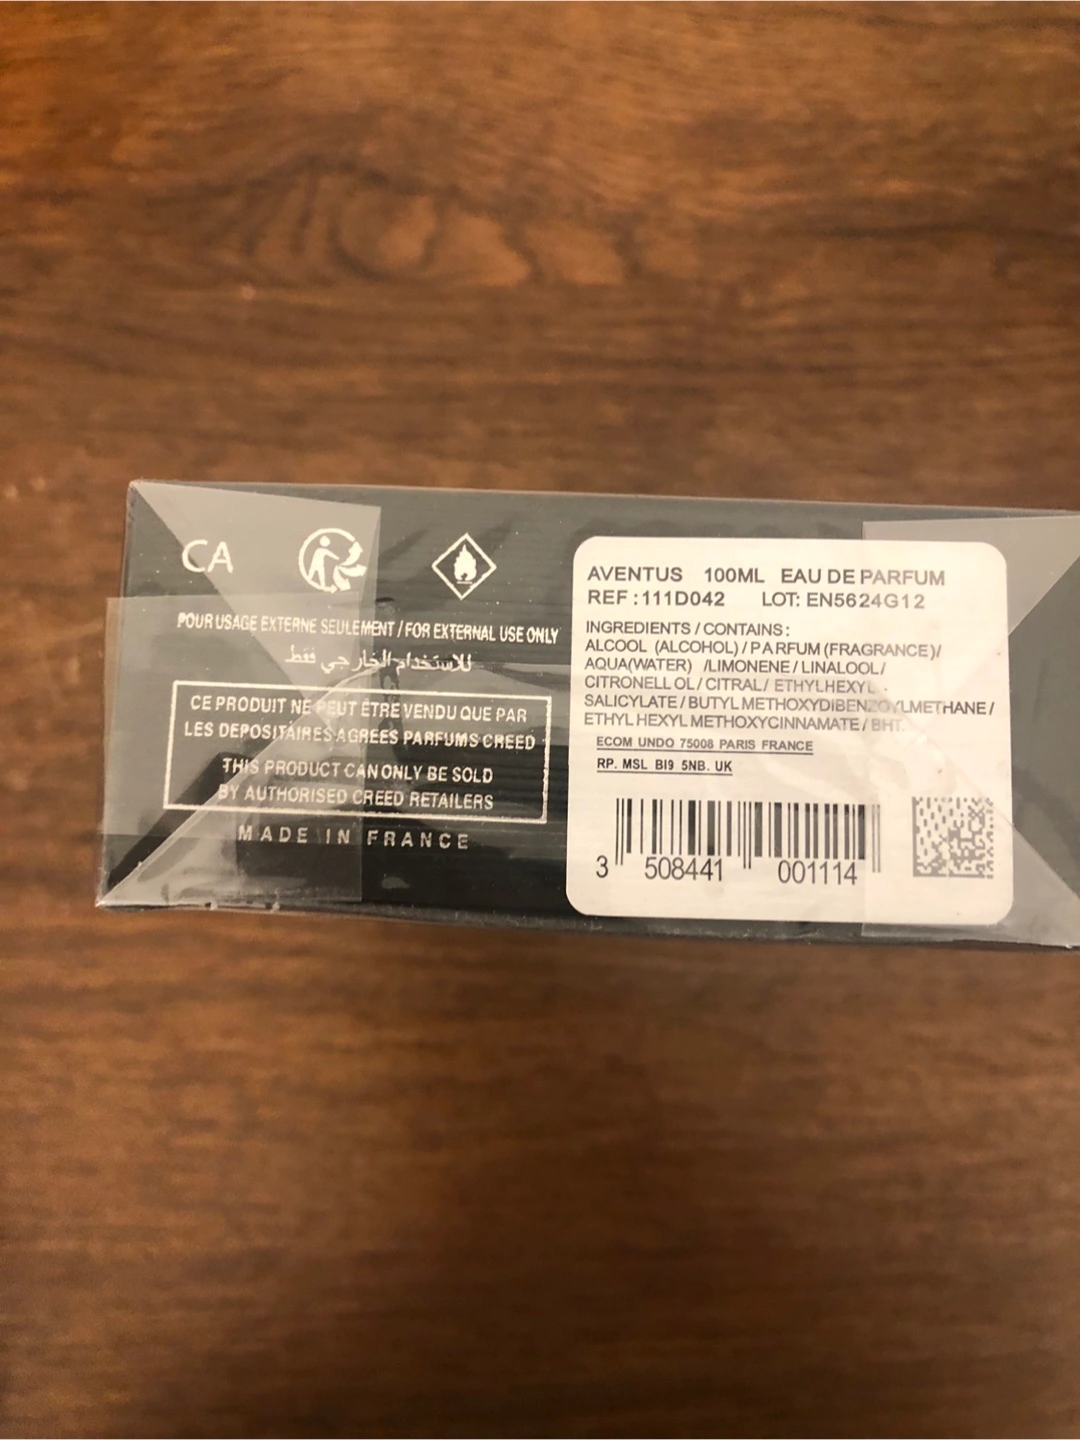 CA
POUR USAGE EXTERNE SEULEMENT / FOR EXTERNAL USE ONLY
للاستخدام الخارجي فقط
CE PRODUIT NE PEUT ÊTRE VENDU QUE PAR
LES DEPOSITAIRES AGREES PARFUMS CREED
THIS PRODUCT CAN ONLY BE SOLD
BY AUTHORISED CREED RETAILERS
MADE IN FRANCE
AVENTUS 100ML EAU DE PARFUM
REF :111D042 LOT: EN5624G12
INGREDIENTS / CONTAINS :
ALCOOL (ALCOHOL) / PARFUM (FRAGRANCE)/
AQUA(WATER) /LIMONENE / LINALOOL/
CITRONELL OL/ CITRAL/ ETHYLHEXYL
SALICYLATE / BUTYL METHOXYDIBENZOYLMETHANE /
ETHYL HEXYL METHOXYCINNAMATE / BHT.
ECOM UNDO 75008 PARIS FRANCE
RP. MSL BI9 5NB. UK
3 508441 001114